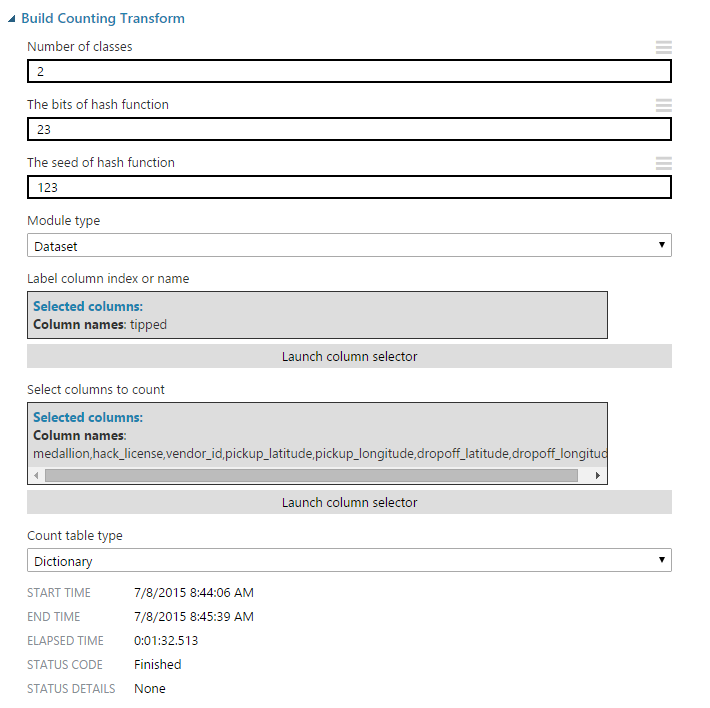 Build Counting Transform
Number of classes
2
The bits of hash function
23
The seed of hash function
123
Module type
Dataset
Label column index or name
Selected columns:
Column names: tipped
Launch column selector
Select columns to count
Selected columns:
Column names:
medallion,hack_license,vendor_id,pickup_latitude,pickup_longitude,dropoff_latitude,dropoff_longitud
Launch column selector
Count table type
Dictionary
START TIME 7/8/2015 8:44:06 AM
END TIME 7/8/2015 8:45:39 AM
ELAPSED TIME 0:01:32.513
STATUS CODE Finished
STATUS DETAILS None